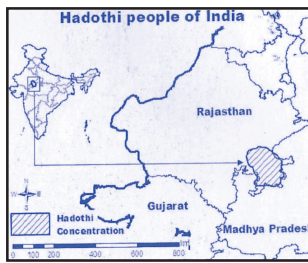 Hadothi people of India
Rajasthan
Gujarat
Madhya Pradesh
N
W
E
S
Hadothi
Concentration
0 100 200 400 600 800
km